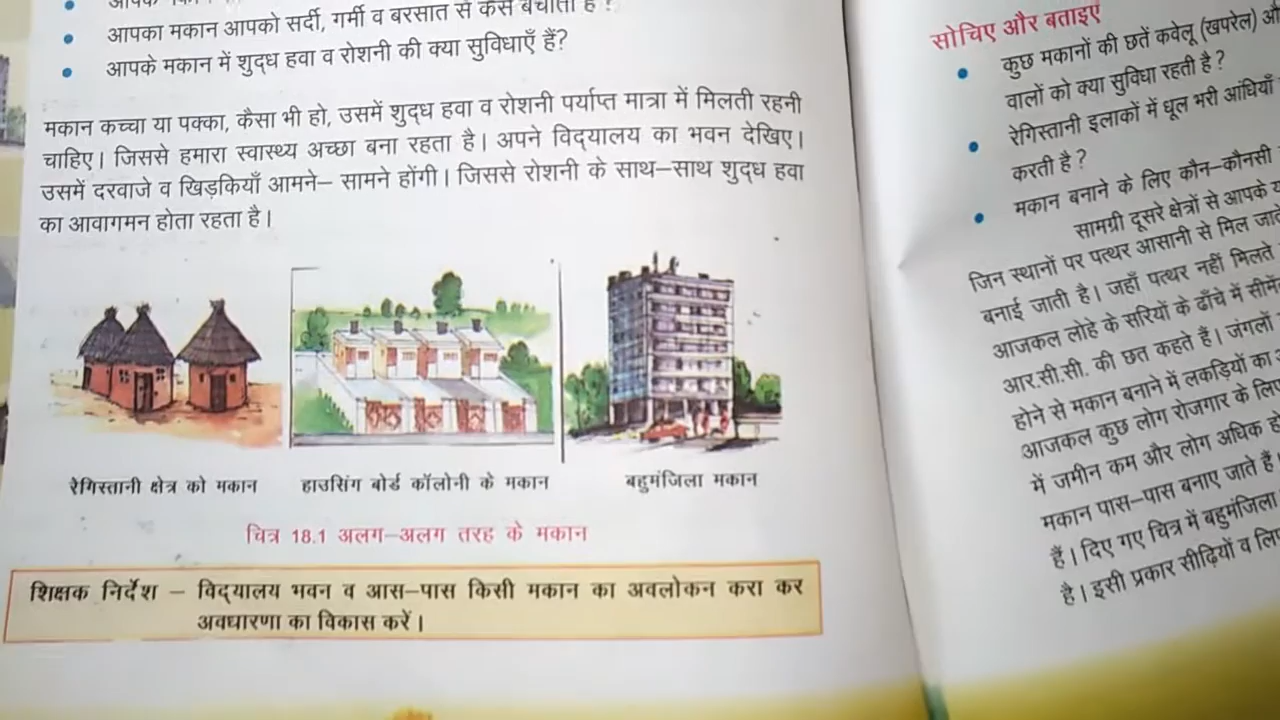 आपका मकान आपको सर्दी, गर्मी व बरसात से कैसे बचाता है ?
आपके मकान में शुद्ध हवा व रोशनी की क्या सुविधाएँ हैं?
मकान कच्चा या पक्का, कैसा भी हो, उसमें शुद्ध हवा व रोशनी पर्याप्त मात्रा में मिलती रहनी
चाहिए। जिससे हमारा स्वास्थ्य अच्छा बना रहता है। अपने विद्यालय का भवन देखिए।
उसमें दरवाजे व खिड़कियाँ आमने– सामने होंगी। जिससे रोशनी के साथ–साथ शुद्ध हवा
का आवागमन होता रहता है।
रेगिस्तानी क्षेत्र को मकान
हाउसिंग बोर्ड कॉलोनी के मकान
बहुमंजिला मकान
चित्र 18.1 अलग–अलग तरह के मकान
शिक्षक निर्देश – विद्यालय भवन व आस–पास किसी मकान का अवलोकन करा कर
अवधारणा का विकास करें।
सोचिए और बताइए
कुछ मकानों की छतें कवेलू (खपरेल)
वालों को क्या सुविधा रहती है ?
रेगिस्तानी इलाकों में धूल भरी आंधियाँ
करती है ?
मकान बनाने के लिए कौन–कौनसी
सामग्री दूसरे क्षेत्रों से आपके
जिन स्थानों पर पत्थर आसानी से मिल
बनाई जाती है। जहाँ पत्थर नहीं मिलते
आजकल लोहे के सरियों के ढाँचे में
आर.सी.सी. की छत कहते हैं। जंगलों
होने से मकान बनाने में लकड़ियों का
आजकल कुछ लोग रोजगार के
में जमीन कम और लोग अधिक
मकान पास–पास बनाए जाते हैं।
हैं। दिए गए चित्र में बहुमंजिला
है। इसी प्रकार सीढ़ियों व